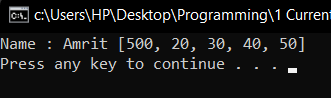 c:\Users\HP\Desktop\Programming\1 Current
Name : Amrit [500, 20, 30, 40, 50]
Press any key to continue . . .